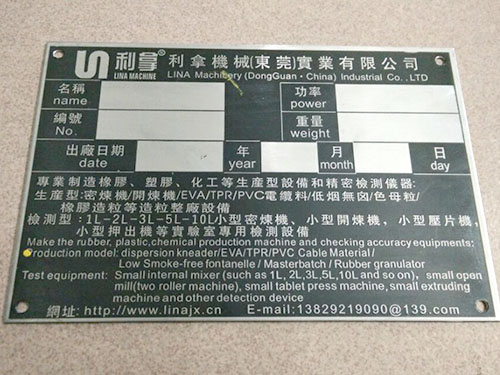 利拿®
LINA MACHINE
利拿機械(東莞)實業有限公司
LINA Machinery (DongGuan·China) Industrial Co.,LTD
名稱
name
功率
power
編號
No.
重量
weight
出廠日期
date
年
year
月
month
日
day
專業制造橡膠、塑膠、化工等生産型設備和精密檢測儀器:
生産型:密煉機/開煉機/EVA/TPR/PVC電纜料/低烟無囱/色母粒/
橡膠造粒等造粒整廠設備
檢測型:1L-2L-3L-5L-10L小型密煉機，小型開煉機，小型壓片機，
小型押出機等實驗室專用檢測設備
Make the rubber, plastic,chemical production machine and checking accuracy equipments:
Production model: dispersion kneader/EVA/TPR/PVC Cable Material/
Low Smoke-free fontanelle / Masterbatch / Rubber granulator
Test equipment: Small internal mixer (such as 1L, 2L,3L,5L,10L and so on), small open
mill(two roller machine), small tablet press machine, small extruding
machine and other detection device
網址: http://www.linajx.cn E-mail:13829219090@139.com